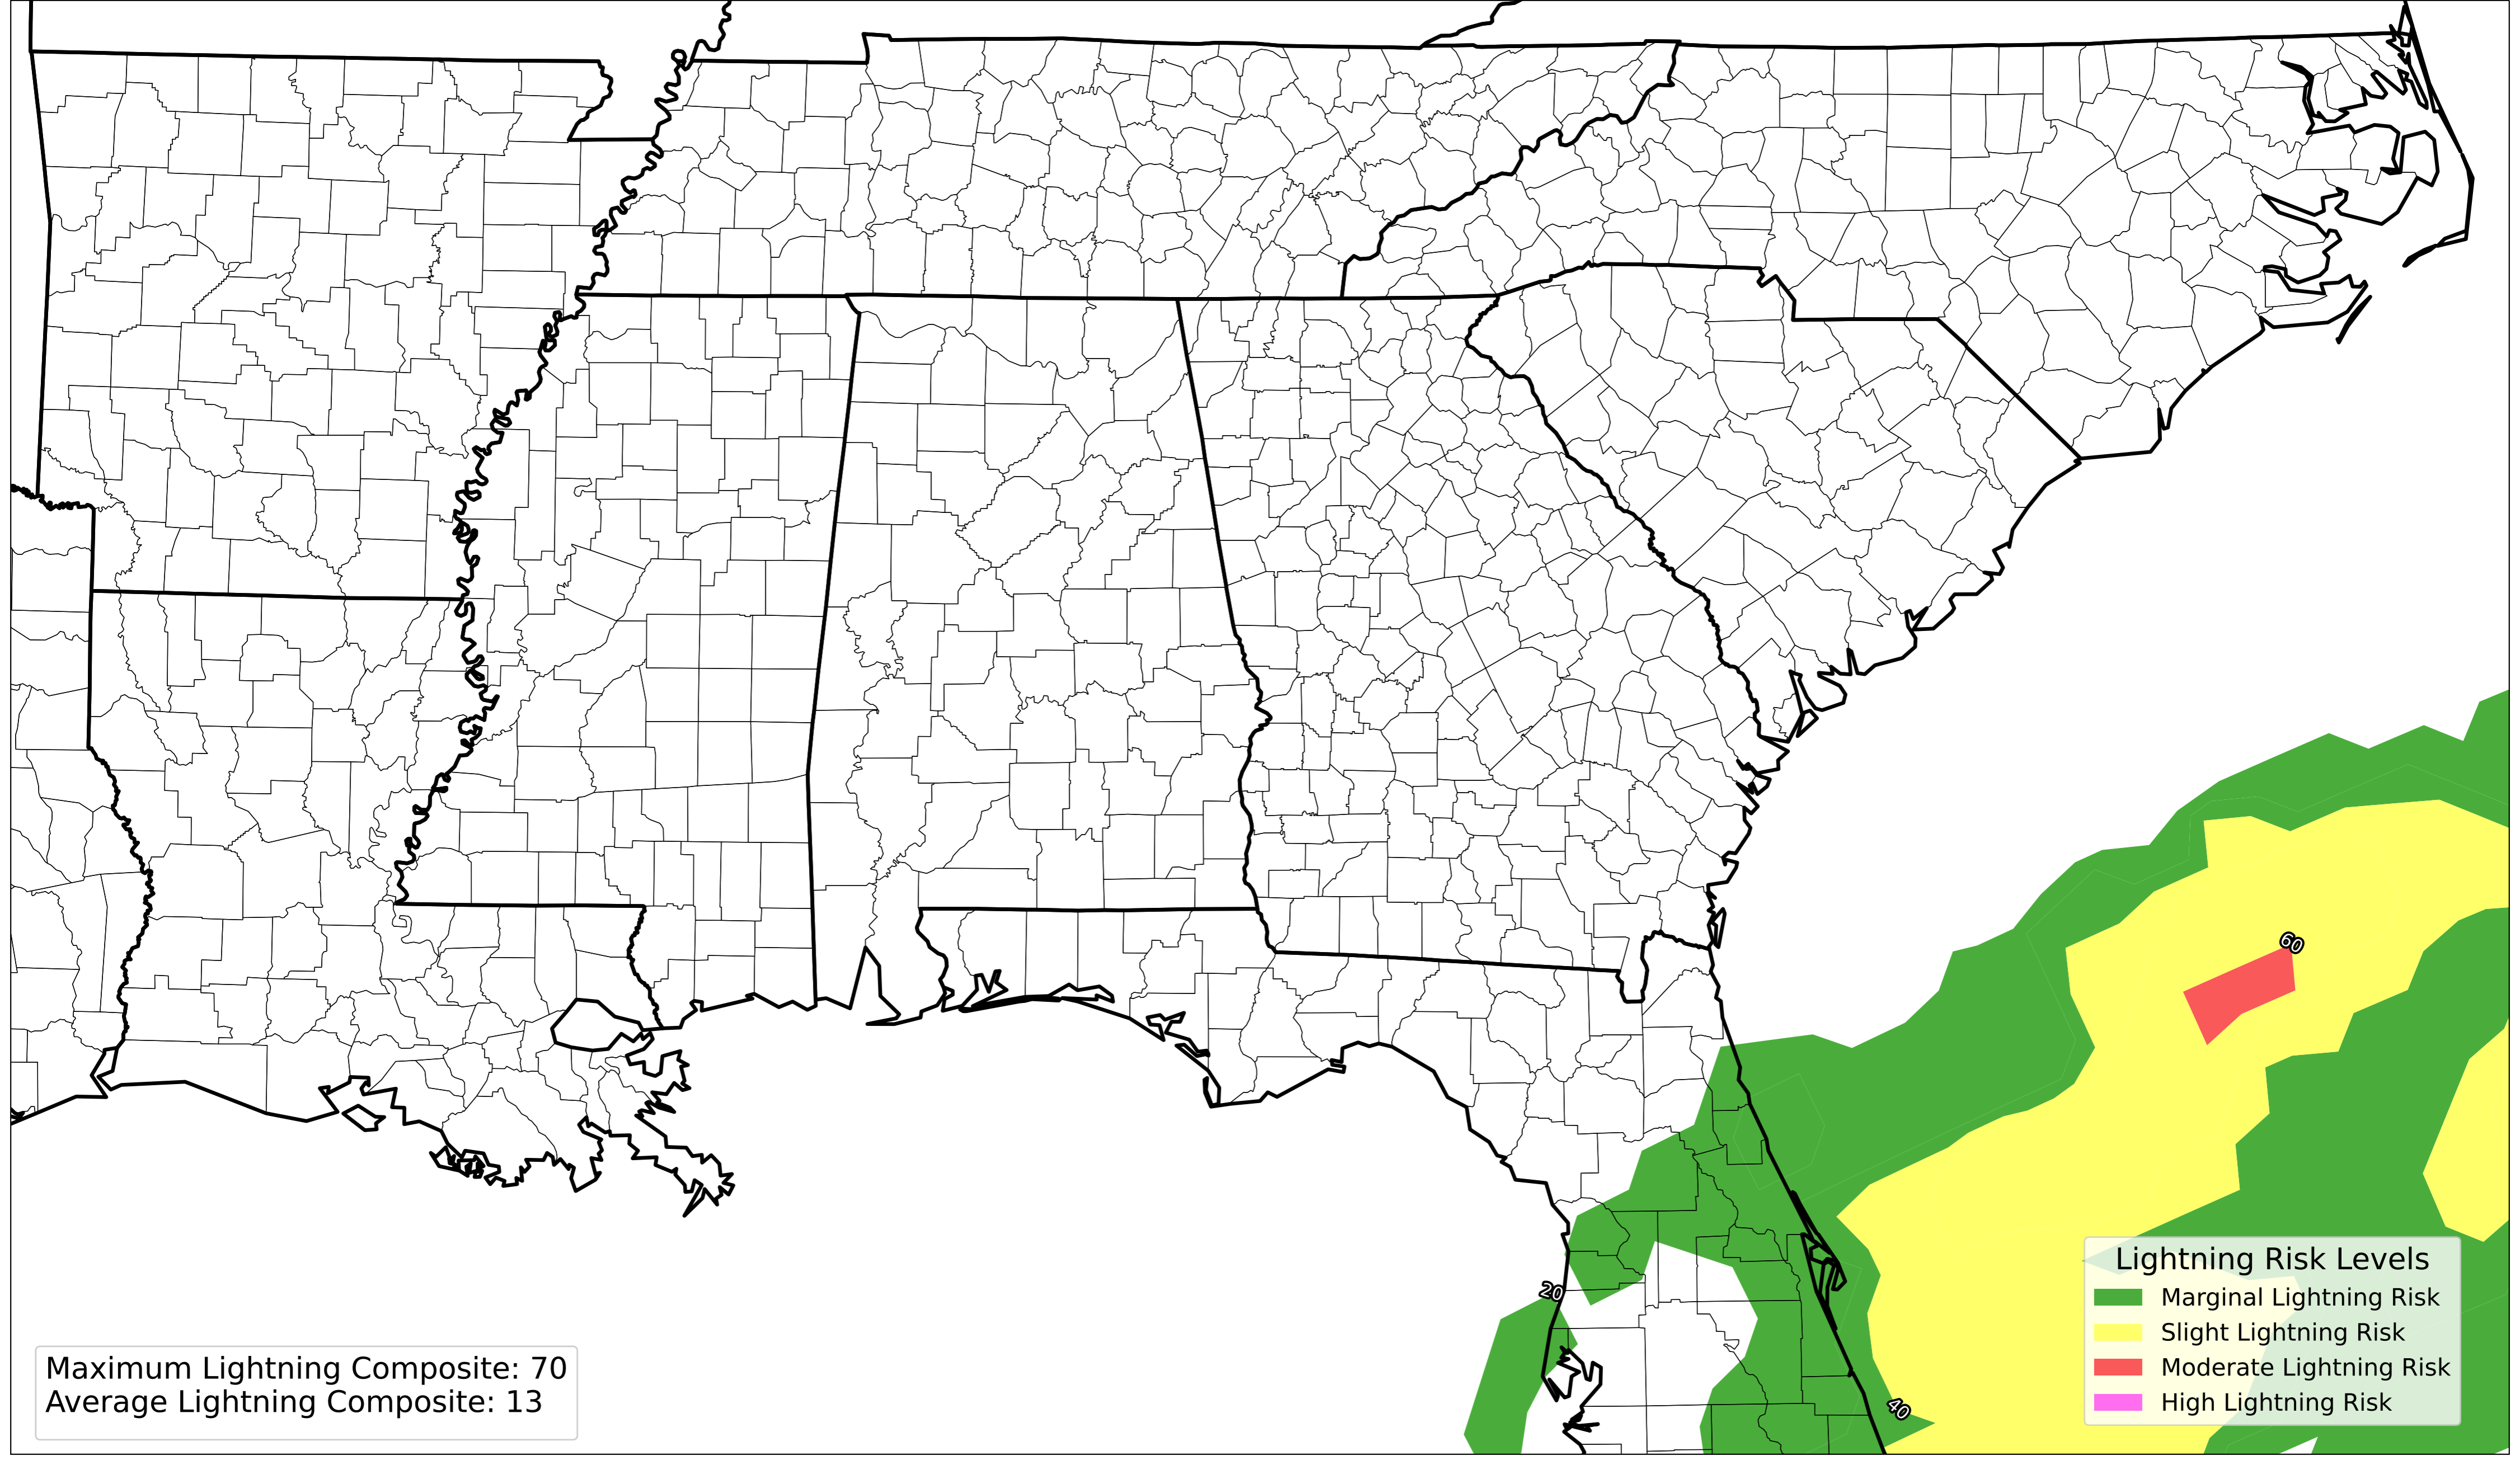 60
20
40
Lightning Risk Levels
Marginal Lightning Risk
Slight Lightning Risk
Moderate Lightning Risk
High Lightning Risk
Maximum Lightning Composite: 70
Average Lightning Composite: 13